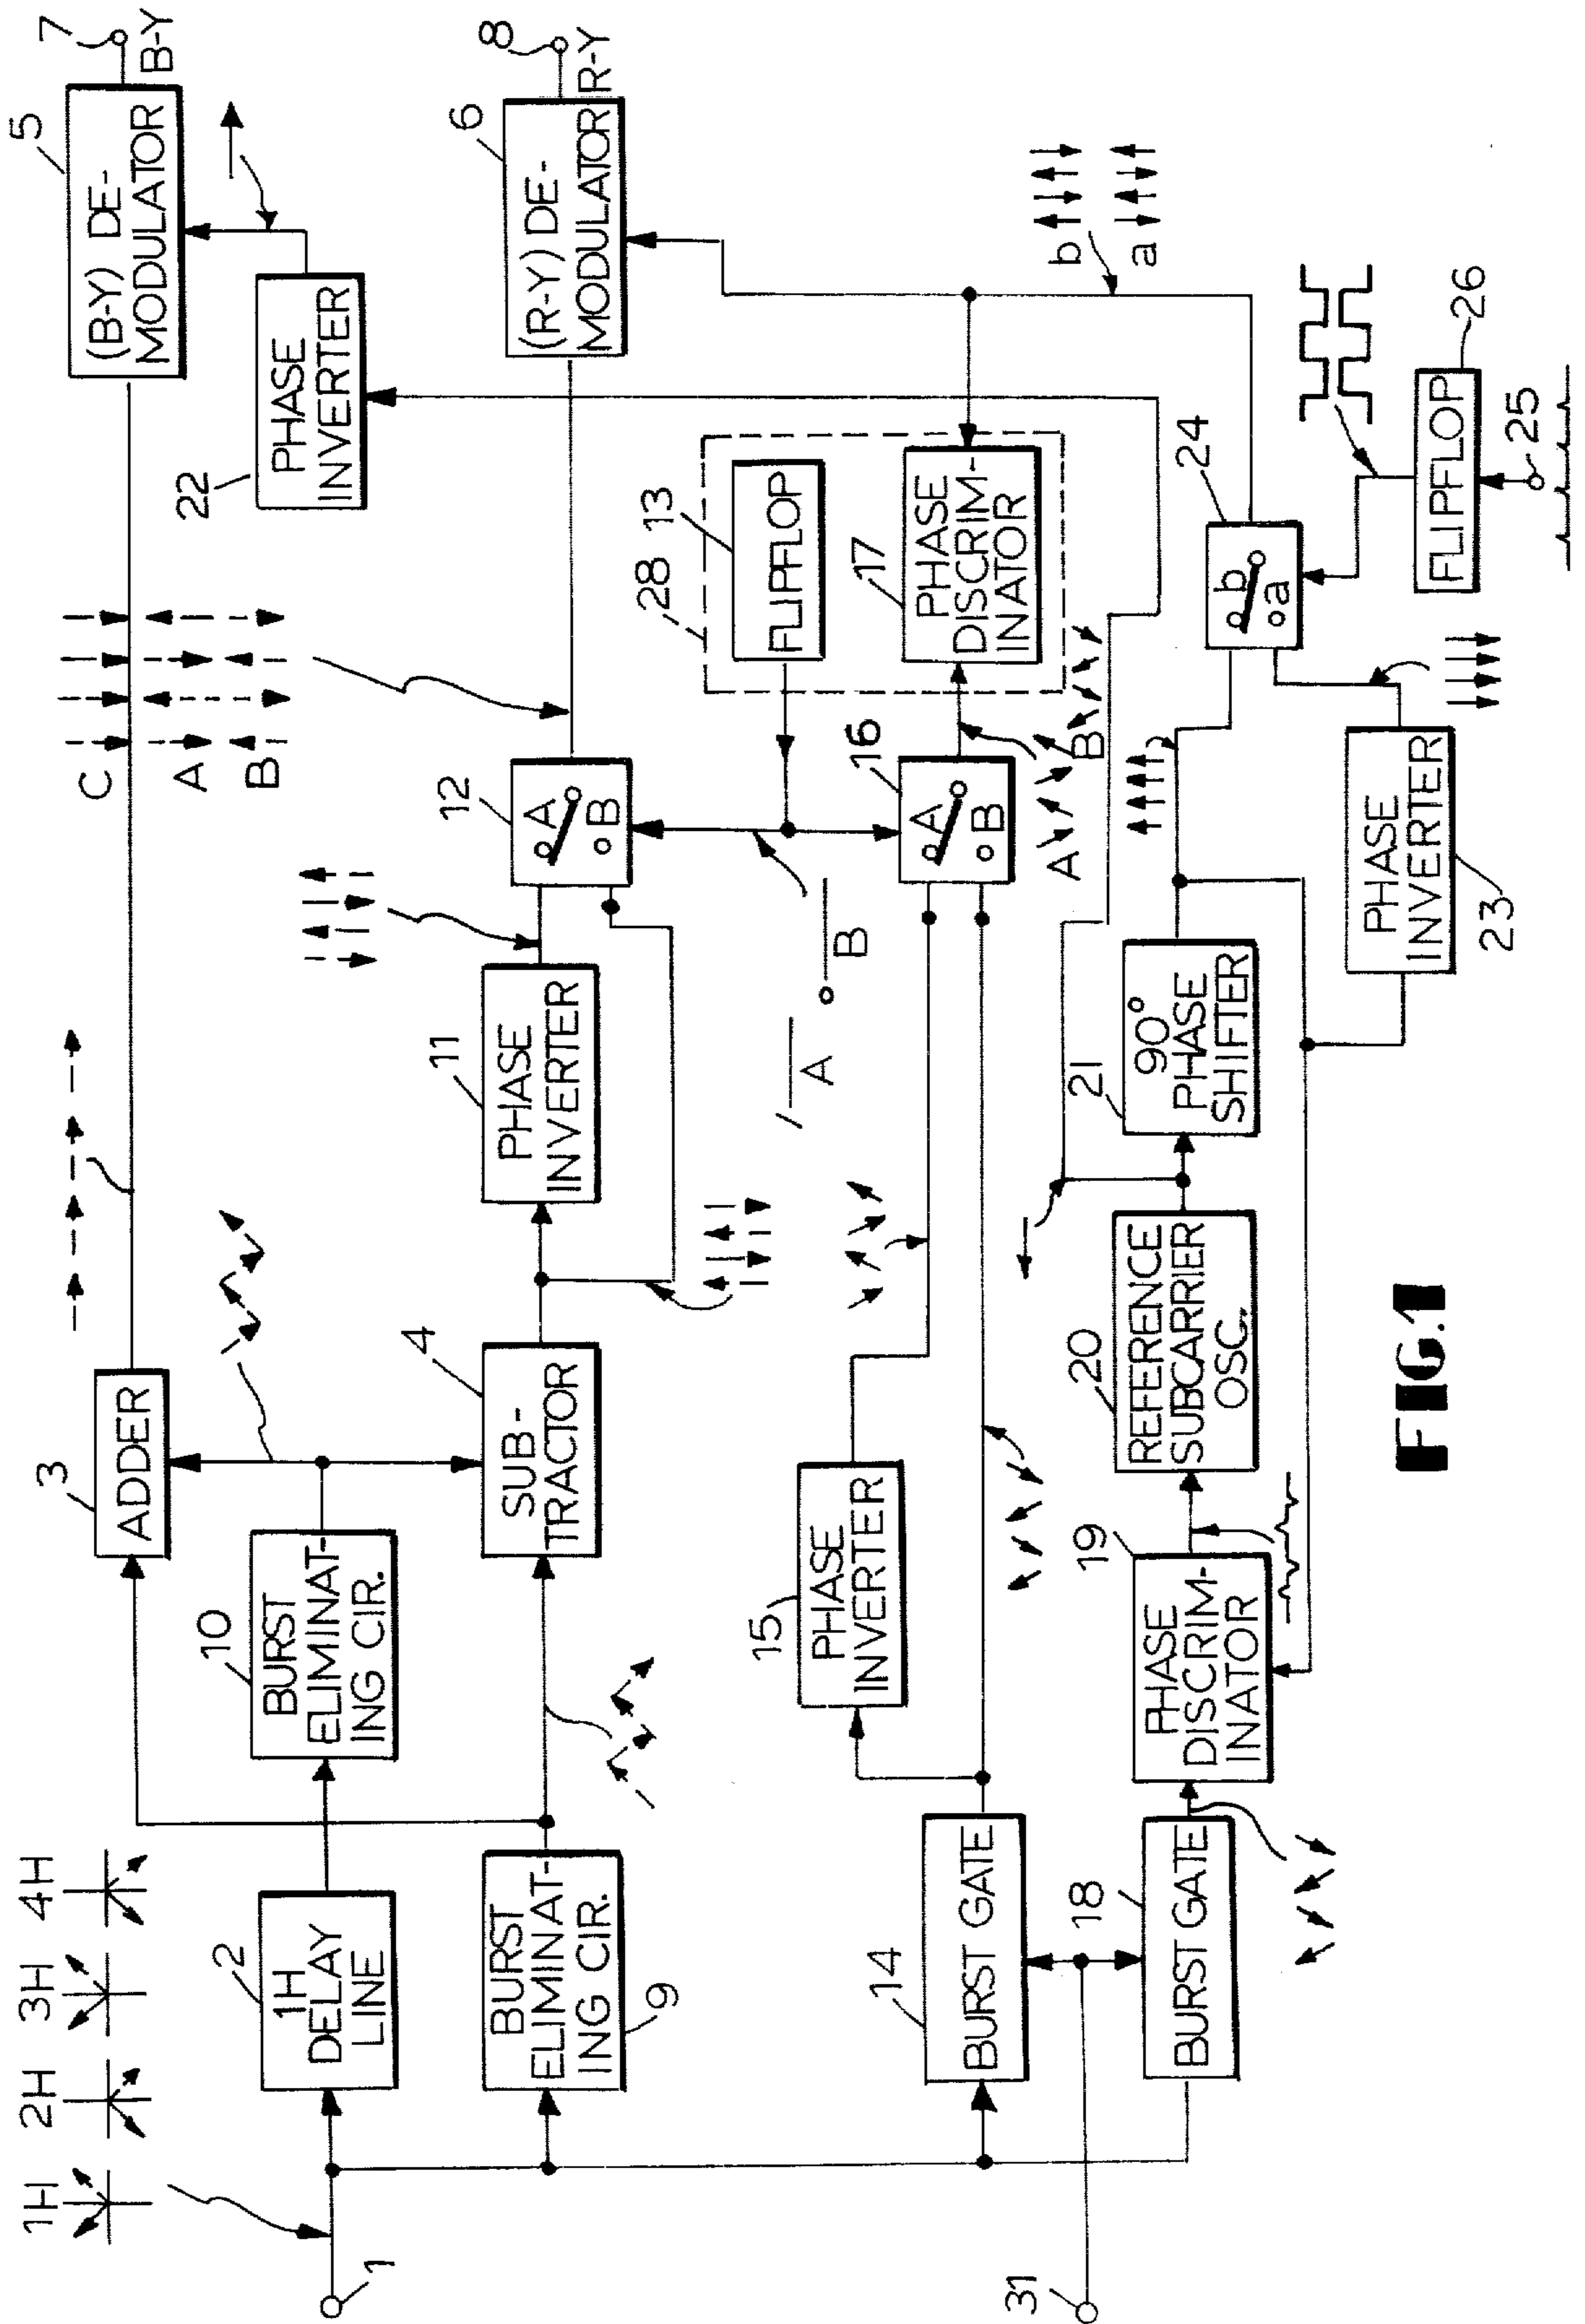 1H
2H
3H
4H
1
2
1H
DELAY
LINE
10
BURST
ELIMINAT-
ING CIR.
3
ADDER
C
A
B
22
PHASE
INVERTER
5
(B-Y) DE-
MODULATOR
7
B-Y
BURST
ELIMINAT-
ING CIR.
9
4
SUB-
TRACTOR
11
PHASE
INVERTER
12
A
B
6
(R-Y) DE-
MODULATOR
8
R-Y
A
B
28
13
FLIPFLOP
15
PHASE
INVERTER
14
BURST GATE
16
A
B
17
PHASE
DISCRIM-
INATOR
A
B
31
18
BURST GATE
19
PHASE
DISCRIM-
INATOR
20
REFERENCE
SUBCARRIER
OSC.
21
90°
PHASE
SHIFTER
24
b
a
b
a
PHASE
INVERTER
23
FLIPFLOP
26
25
FIG.1